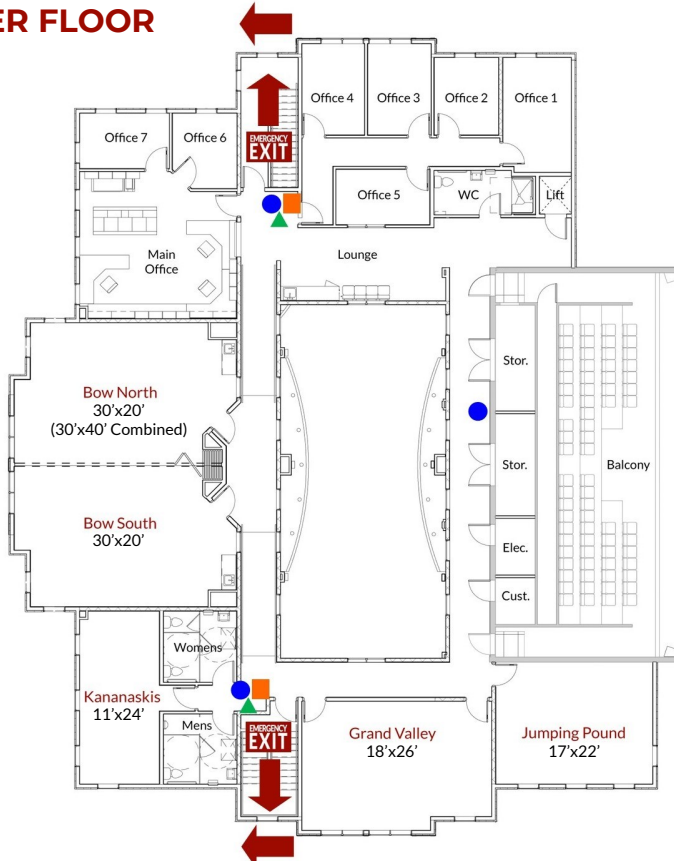 ER FLOOR
Office 4
Office 3
Office 2
Office 1
Office 7
Office 6
EMERGENCY
EXIT
Office 5
WC
Lift
Main
Office
Lounge
Bow North
30'x20'
(30'x40' Combined)
Stor.
Stor.
Balcony
Bow South
30'x20'
Elec.
Cust.
Womens
Kananaskis
11'x24'
Mens
EMERGENCY
EXIT
Grand Valley
18'x26'
Jumping Pound
17'x22'